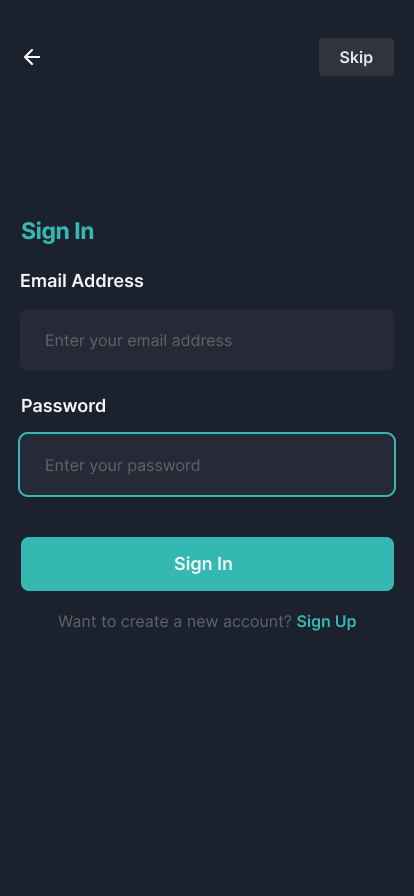 Skip
Sign In
Email Address
Enter your email address
Password
Enter your password
Sign In
Want to create a new account? Sign Up